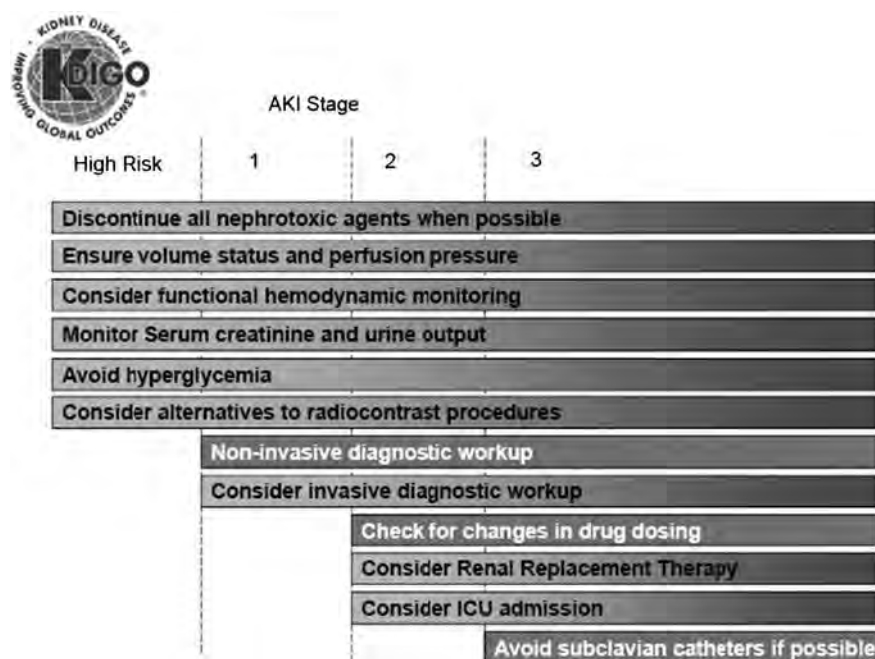 KIDNEY DISEASE
KDIGO
IMPROVING GLOBAL OUTCOMES
®
AKI Stage
High Risk 1 2 3
Discontinue all nephrotoxic agents when possible
Ensure volume status and perfusion pressure
Consider functional hemodynamic monitoring
Monitor Serum creatinine and urine output
Avoid hyperglycemia
Consider alternatives to radiocontrast procedures
Non-invasive diagnostic workup
Consider invasive diagnostic workup
Check for changes in drug dosing
Consider Renal Replacement Therapy
Consider ICU admission
Avoid subclavian catheters if possible